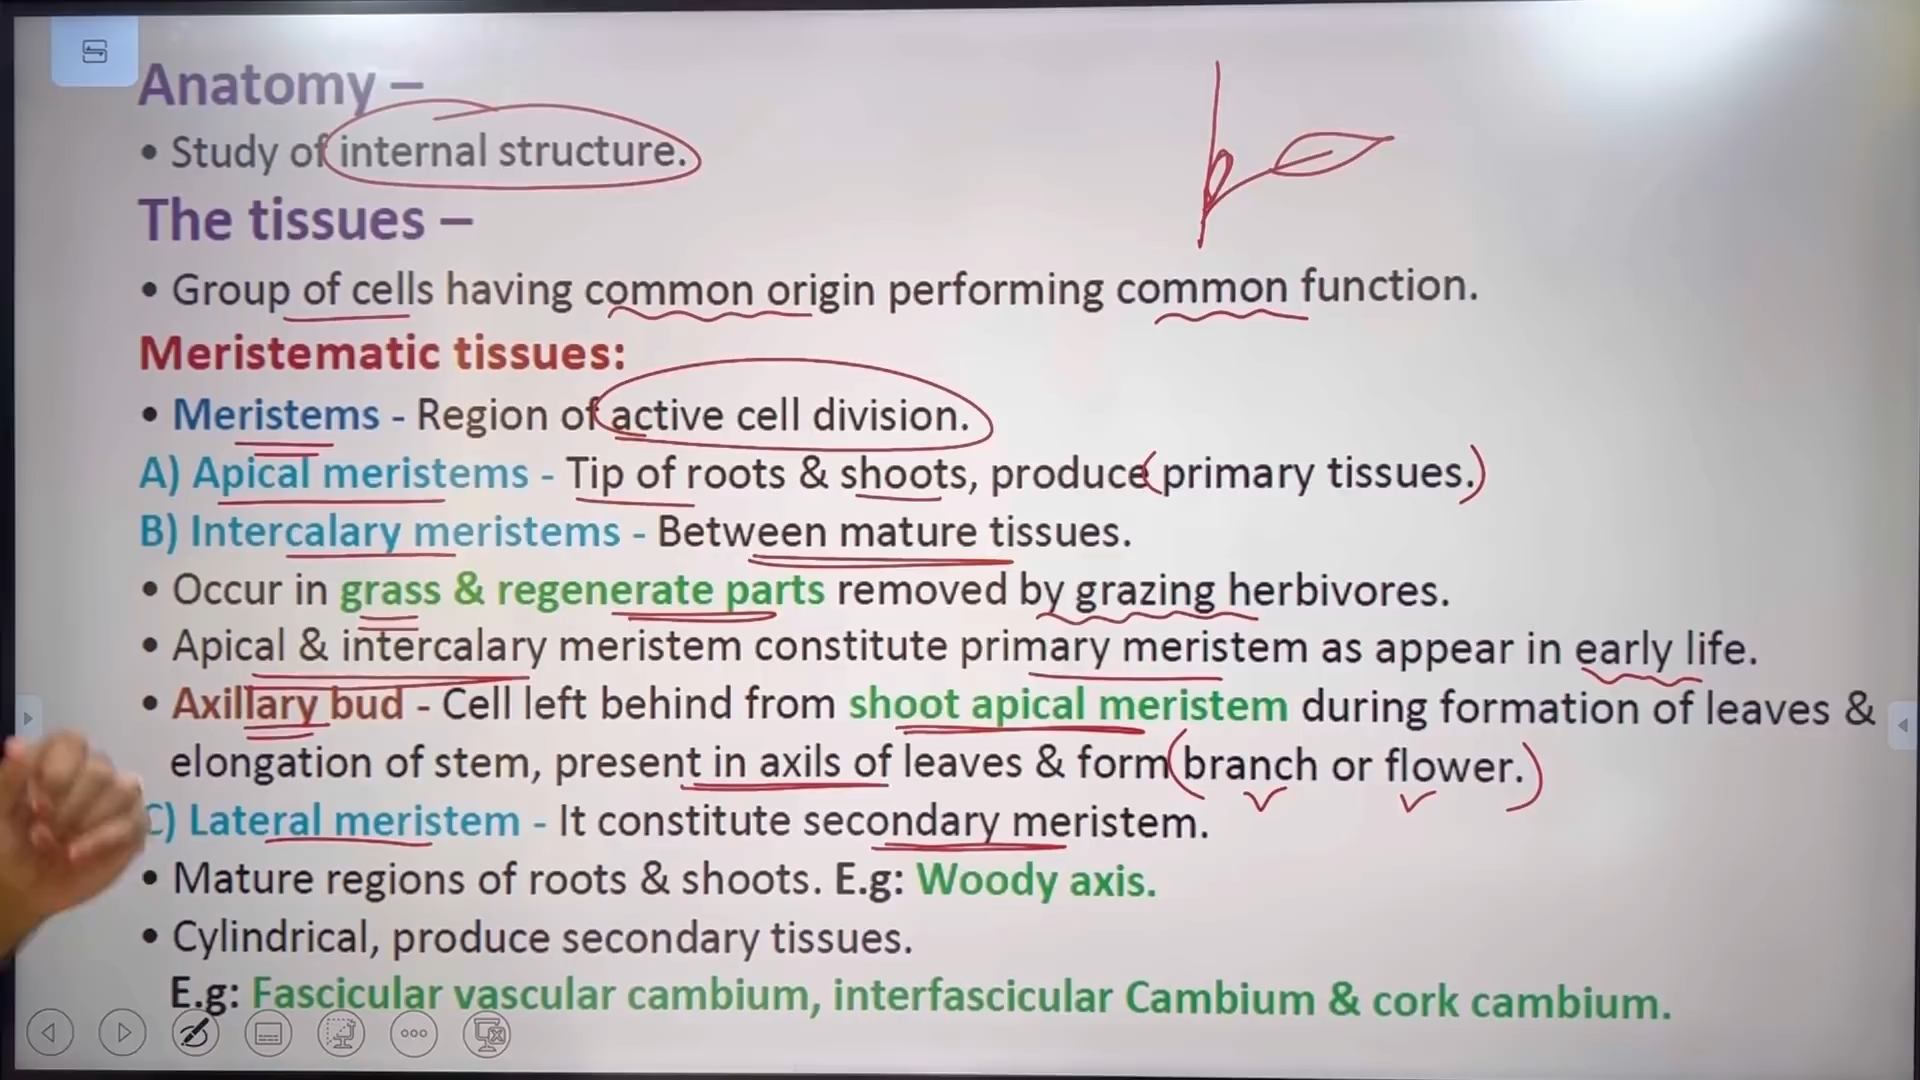 Anatomy –
• Study of internal structure.
The tissues –
• Group of cells having common origin performing common function.
Meristematic tissues:
• Meristems - Region of active cell division.
A) Apical meristems - Tip of roots & shoots, produce (primary tissues.)
B) Intercalary meristems - Between mature tissues.
• Occur in grass & regenerate parts removed by grazing herbivores.
• Apical & intercalary meristem constitute primary meristem as appear in early life.
• Axillary bud - Cell left behind from shoot apical meristem during formation of leaves &
elongation of stem, present in axils of leaves & form (branch or flower.)
C) Lateral meristem - It constitute secondary meristem.
• Mature regions of roots & shoots. E.g: Woody axis.
• Cylindrical, produce secondary tissues.
E.g: Fascicular vascular cambium, interfascicular Cambium & cork cambium.